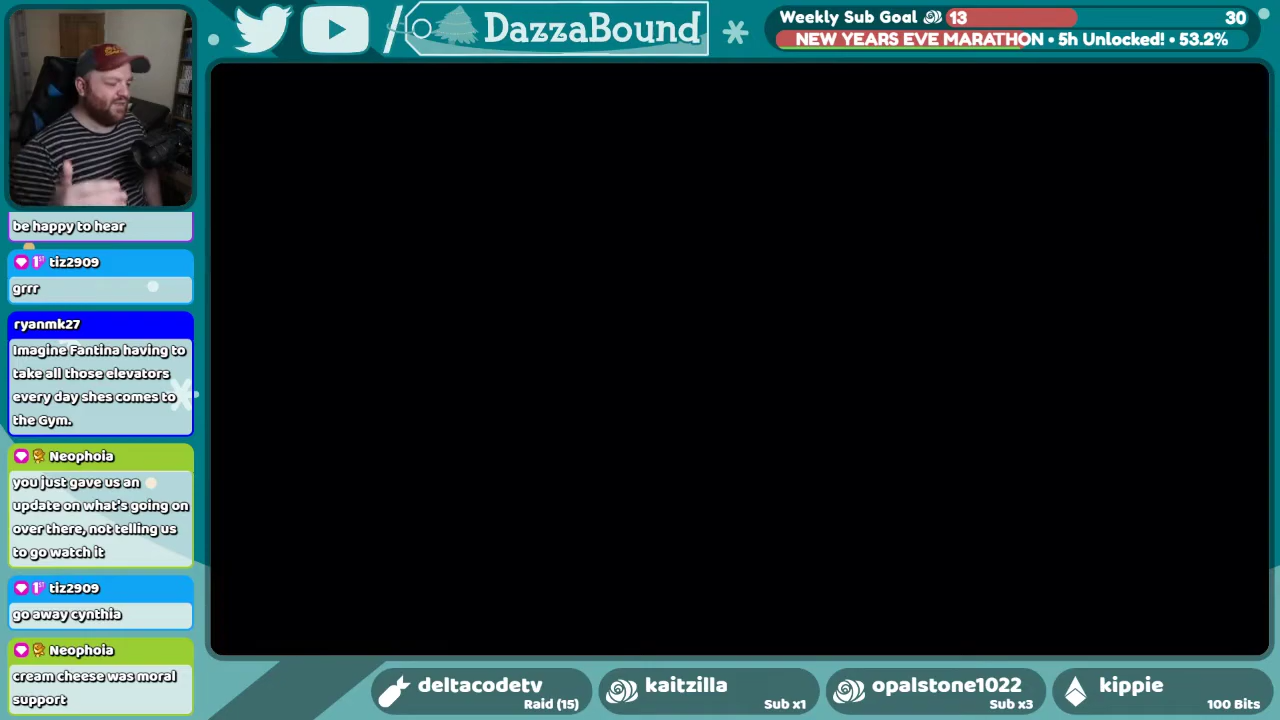 / DazzaBound
Weekly Sub Goal 13 30
NEW YEARS EVE MARATHON • 5h Unlocked! • 53.2%
be happy to hear
1st tiz2909
grrr
ryanmk27
Imagine Fantina having to
take all those elevators
every day shes comes to
the Gym.
Neophoia
you just gave us an
update on what's going on
over there, not telling us
to go watch it
1st tiz2909
go away cynthia
Neophoia
cream cheese was moral
support
deltacodetv
Raid (15)
kaitzilla
Sub x1
opalstone1022
Sub x3
kippie
100 Bits